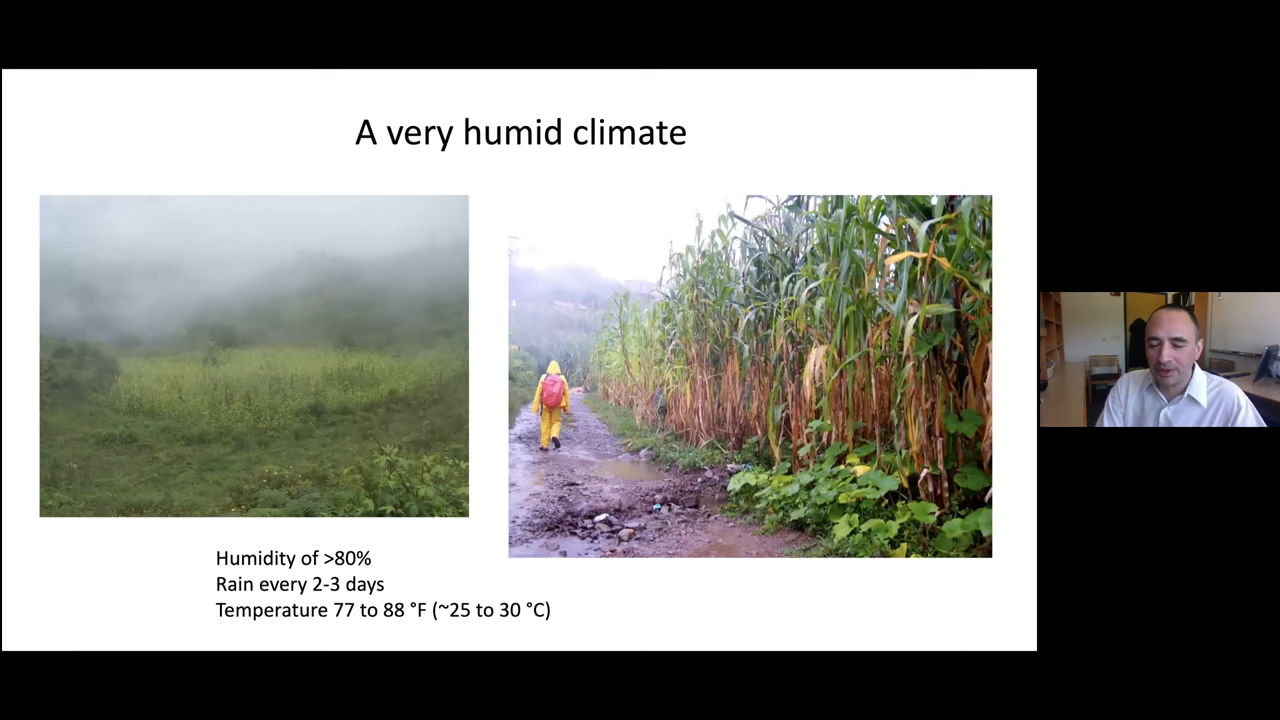 A very humid climate
Humidity of >80%
Rain every 2-3 days
Temperature 77 to 88 °F (~25 to 30 °C)